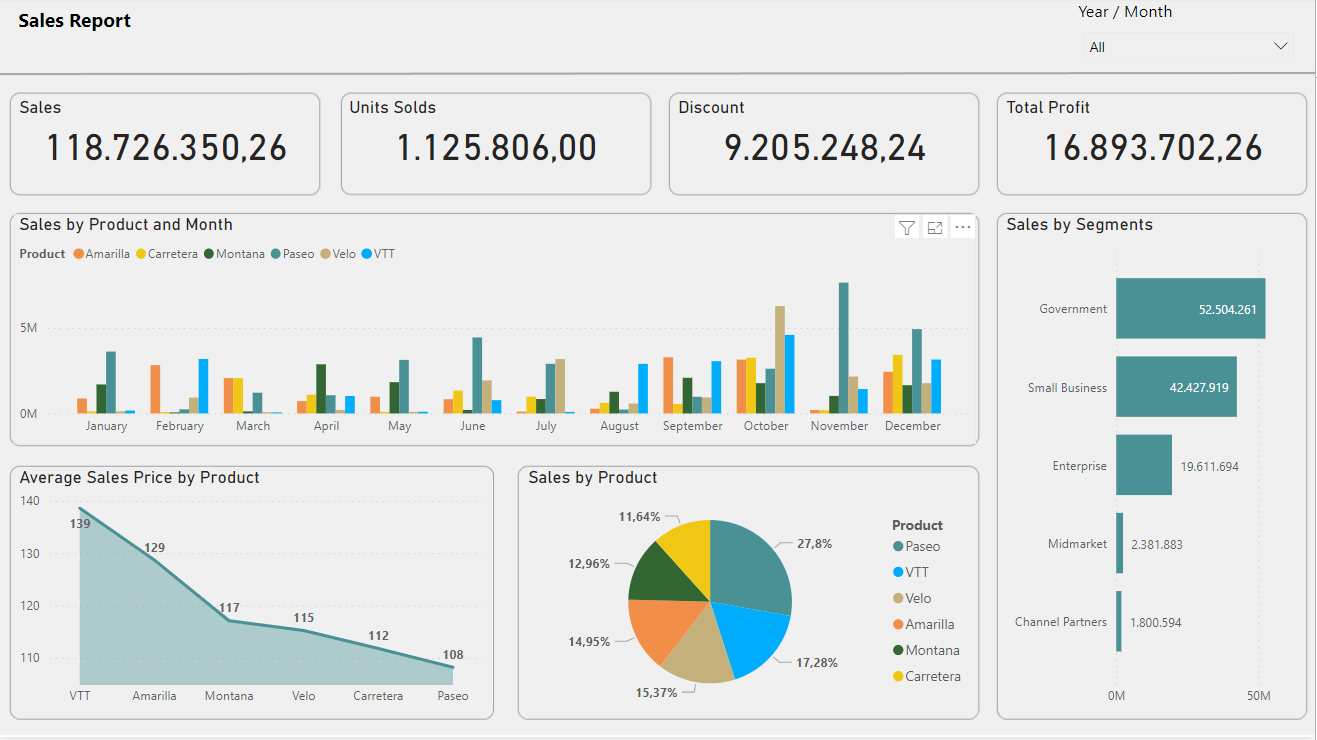 Sales Report
Year / Month
All
Sales
118.726.350,26
Units Solds
1.125.806,00
Discount
9.205.248,24
Total Profit
16.893.702,26
Sales by Product and Month
Product Amarilla Carretera Montana Paseo Velo VTT
5M
0M
January February March April May June July August September October November December
Sales by Segments
Government 52.504.261
Small Business 42.427.919
Enterprise 19.611.694
Midmarket 2.381.883
Channel Partners 1.800.594
0M 50M
Average Sales Price by Product
140
130
120
110
139
129
117
115
112
108
VTT Amarilla Montana Velo Carretera Paseo
Sales by Product
11,64%
27,8%
12,96%
14,95%
17,28%
15,37%
Product
Paseo
VTT
Velo
Amarilla
Montana
Carretera